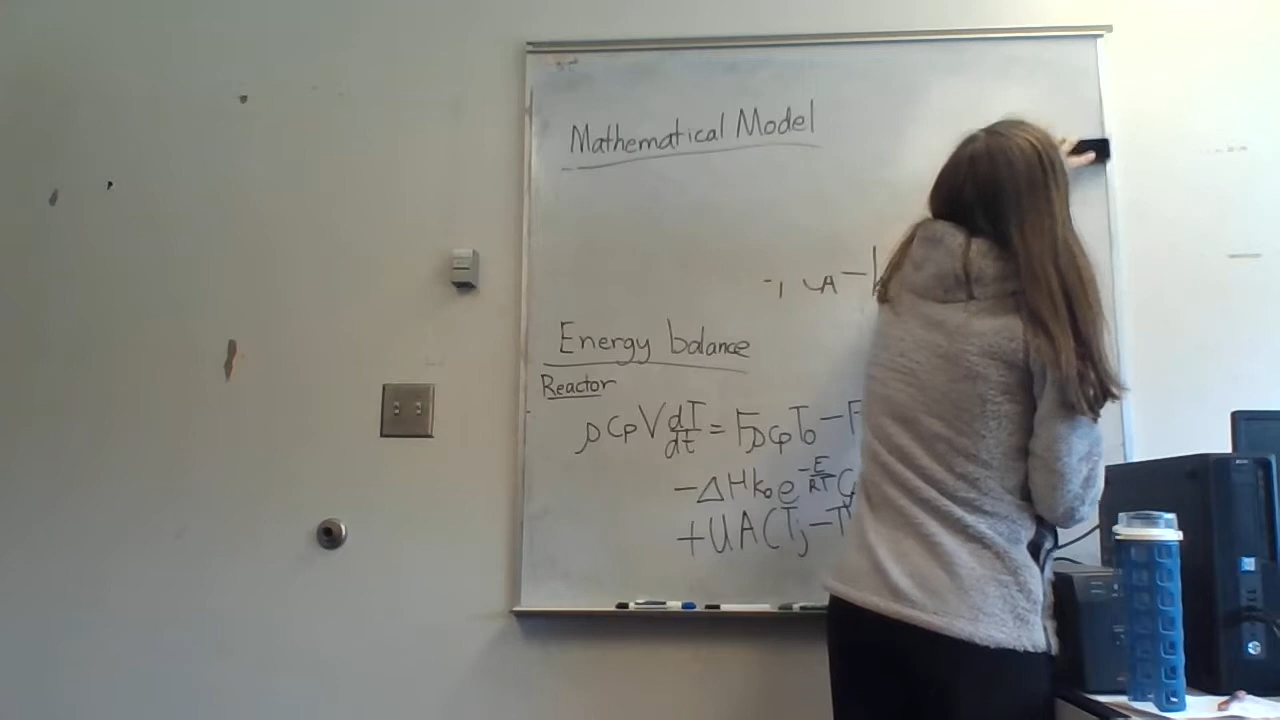 Mathematical Model
A – k
Energy balance
Reactor
ρCpV dT/dt = FρCpT₀ – F
–ΔHk₀e^(-E/RT) C
+UA(Tj – T